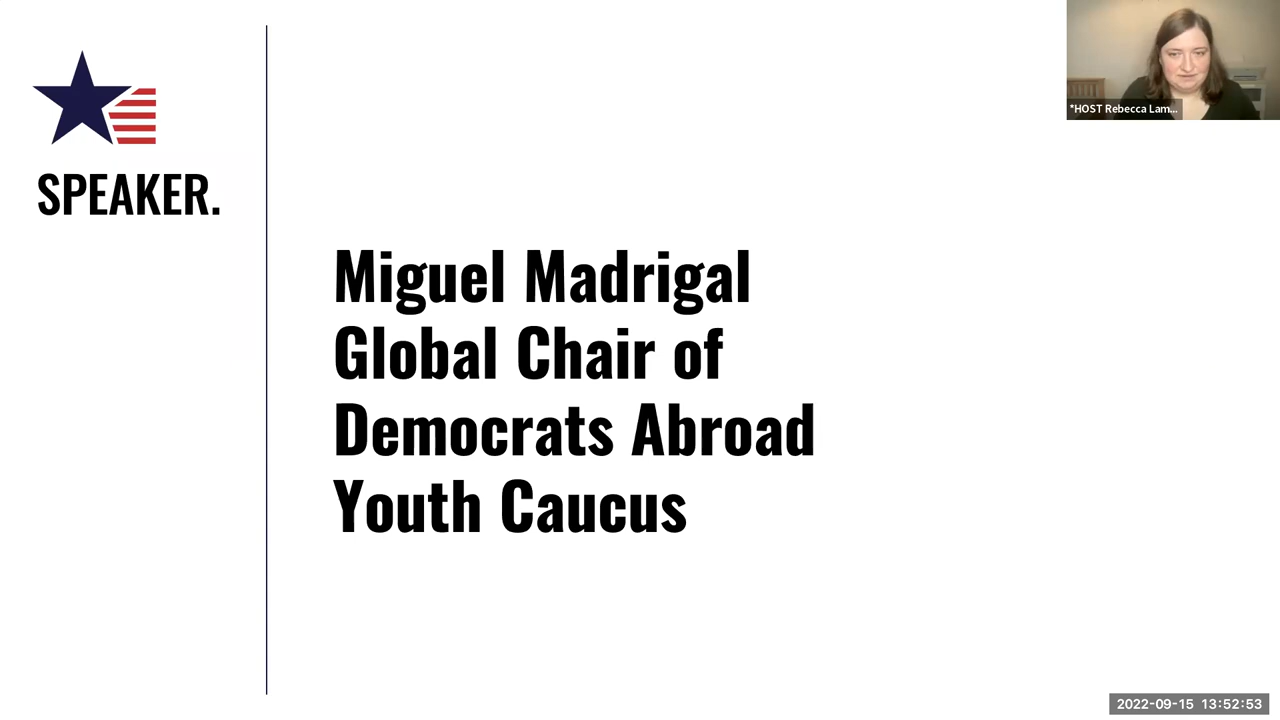 SPEAKER.
Miguel Madrigal
Global Chair of
Democrats Abroad
Youth Caucus
*HOST Rebecca Lam...
2022-09-15 13:52:53